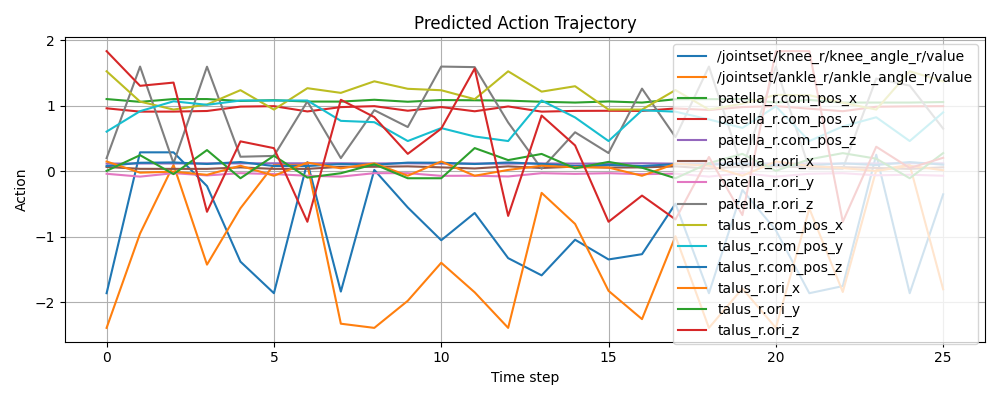 Predicted Action Trajectory
2
1
0
−1
−2
Action
0
5
10
15
20
25
Time step
/jointset/knee_r/knee_angle_r/value
/jointset/ankle_r/ankle_angle_r/value
patella_r.com_pos_x
patella_r.com_pos_y
patella_r.com_pos_z
patella_r.ori_x
patella_r.ori_y
patella_r.ori_z
talus_r.com_pos_x
talus_r.com_pos_y
talus_r.com_pos_z
talus_r.ori_x
talus_r.ori_y
talus_r.ori_z